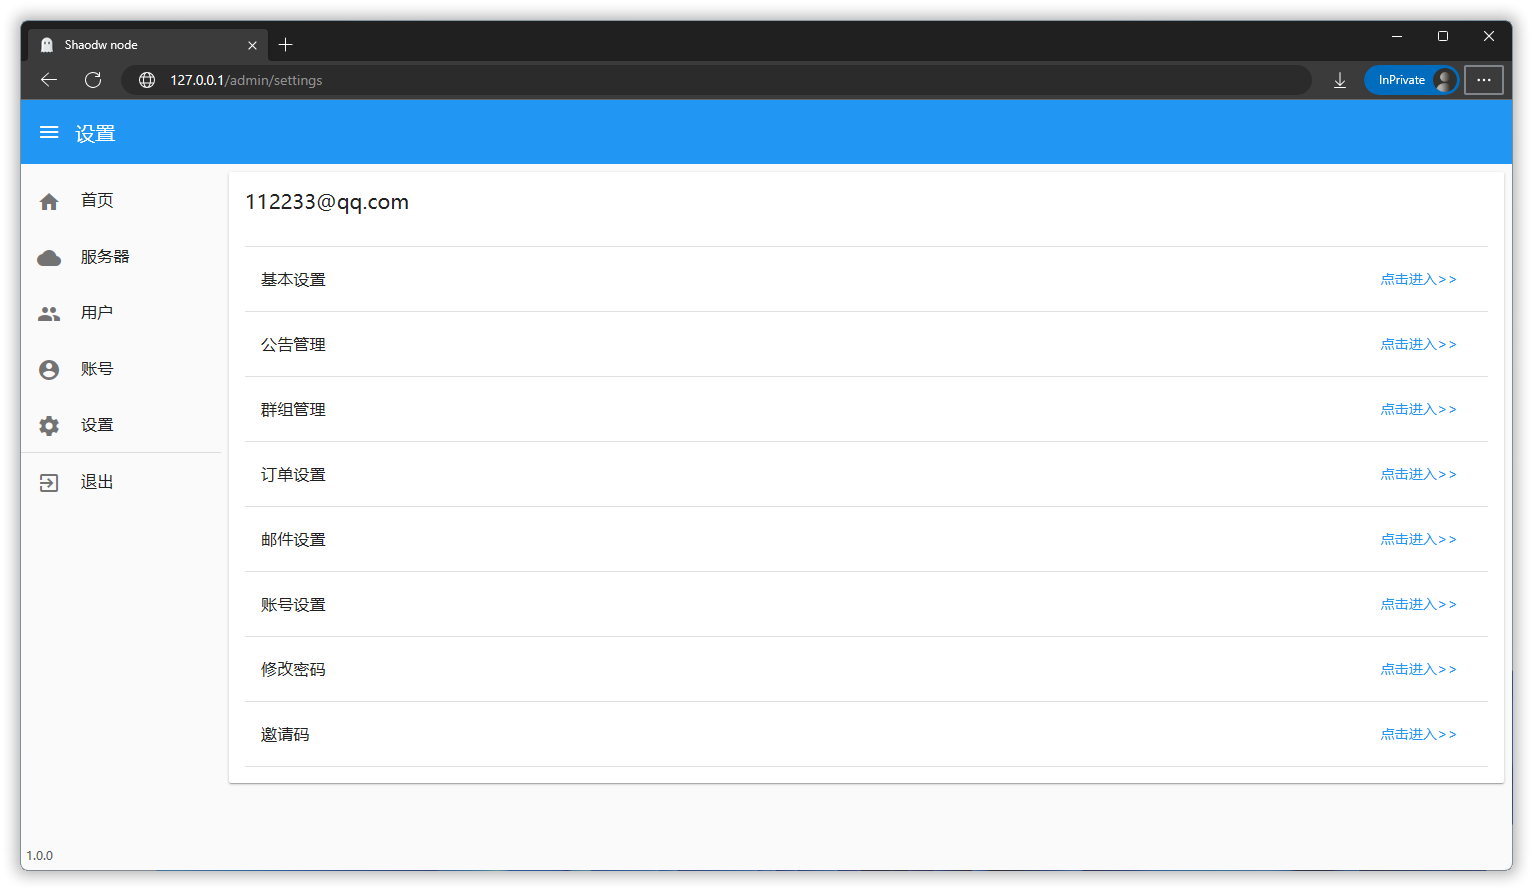 Shaodw node
127.0.0.1/admin/settings
InPrivate
设置
首页
服务器
用户
账号
设置
退出
112233@qq.com
基本设置 点击进入>>
公告管理 点击进入>>
群组管理 点击进入>>
订单设置 点击进入>>
邮件设置 点击进入>>
账号设置 点击进入>>
修改密码 点击进入>>
邀请码 点击进入>>
1.0.0